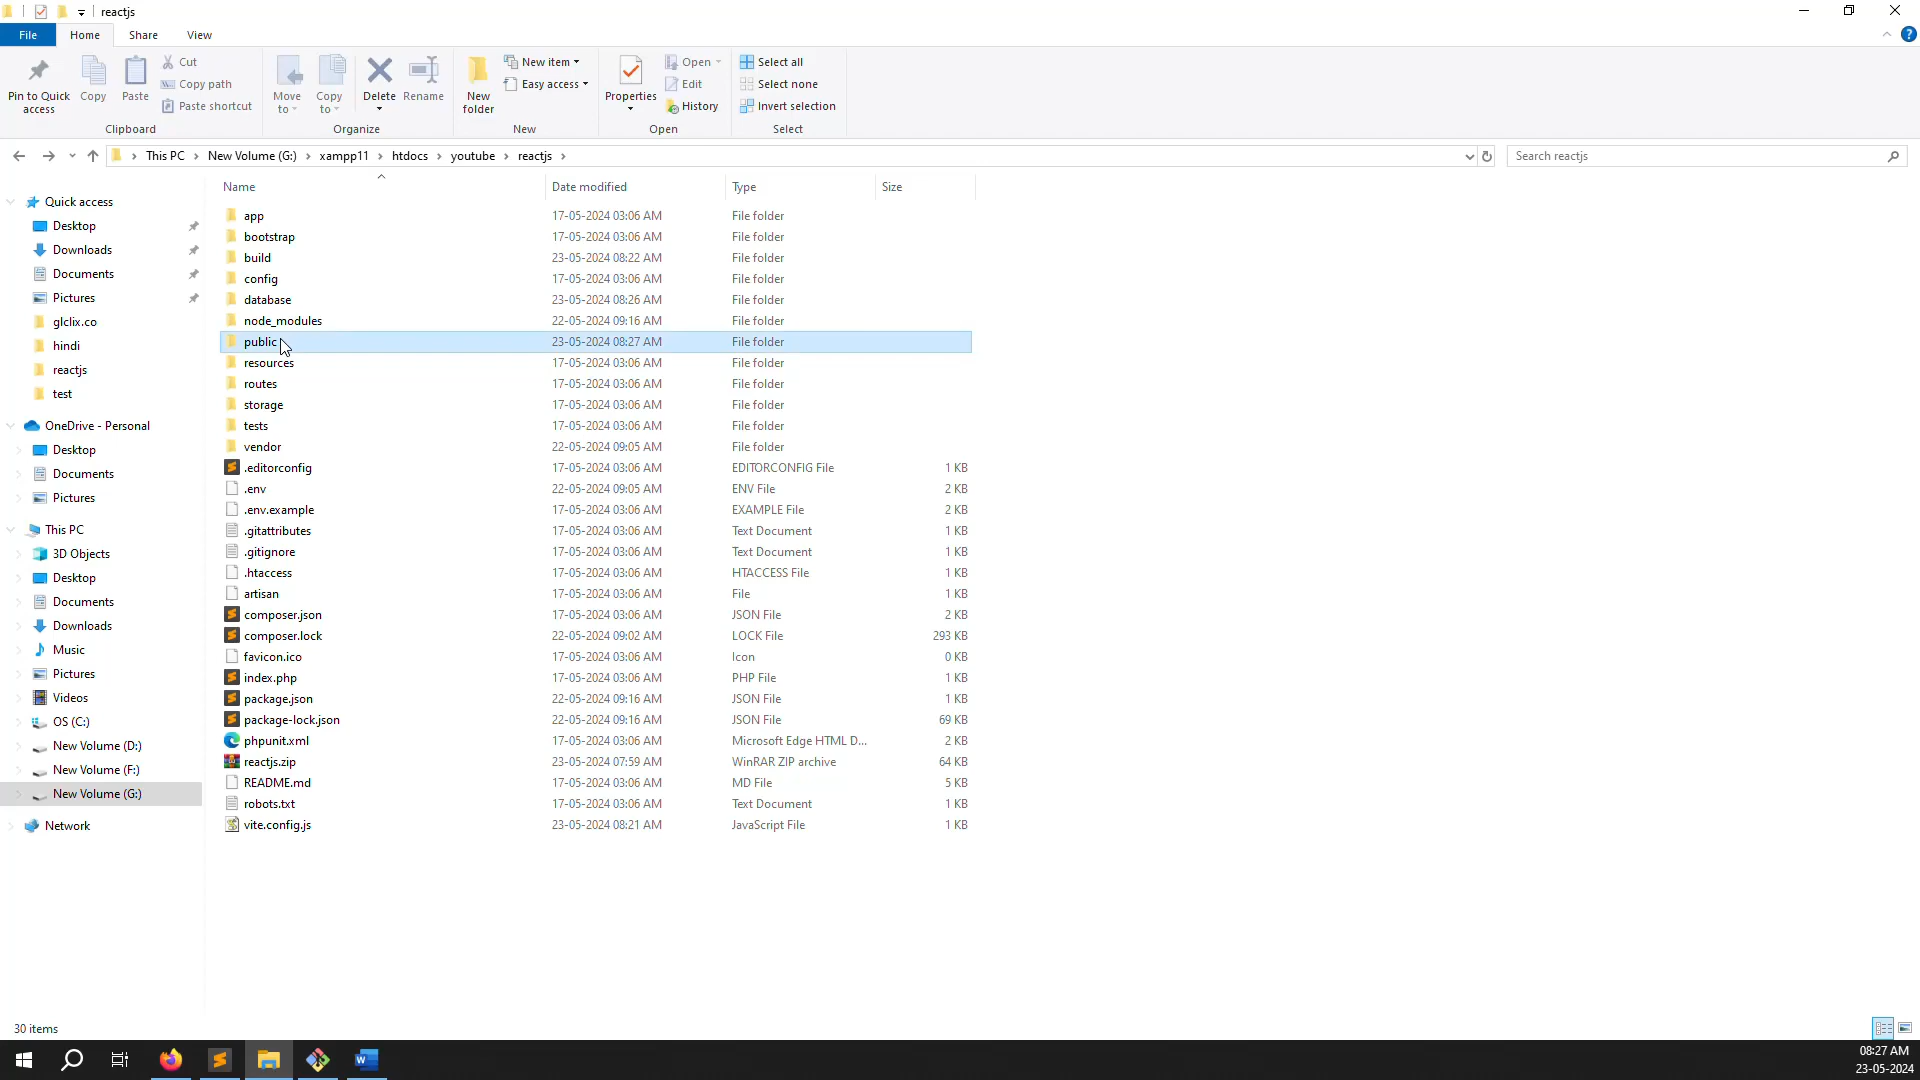 reactjs
File Home Share View
Pin to Quick access
Copy
Paste
Cut
Copy path
Paste shortcut
Clipboard
Move to
Copy to
Delete
Rename
Organize
New folder
New item
Easy access
New
Properties
Open
Edit
History
Open
Select all
Select none
Invert selection
Select
This PC New Volume (G:) xampp11 htdocs youtube reactjs
Search reactjs
Quick access
Desktop
Downloads
Documents
Pictures
glclix.co
hindi
reactjs
test
OneDrive - Personal
Desktop
Documents
Pictures
This PC
3D Objects
Desktop
Documents
Downloads
Music
Pictures
Videos
OS (C:)
New Volume (D:)
New Volume (F:)
New Volume (G:)
Network
Name Date modified Type Size
app 17-05-2024 03:06 AM File folder
bootstrap 17-05-2024 03:06 AM File folder
build 23-05-2024 08:22 AM File folder
config 17-05-2024 03:06 AM File folder
database 23-05-2024 08:26 AM File folder
node_modules 22-05-2024 09:16 AM File folder
public 23-05-2024 08:27 AM File folder
resources 17-05-2024 03:06 AM File folder
routes 17-05-2024 03:06 AM File folder
storage 17-05-2024 03:06 AM File folder
tests 17-05-2024 03:06 AM File folder
vendor 22-05-2024 09:05 AM File folder
.editorconfig 17-05-2024 03:06 AM EDITORCONFIG File 1 KB
.env 22-05-2024 09:05 AM ENV File 2 KB
.env.example 17-05-2024 03:06 AM EXAMPLE File 2 KB
.gitattributes 17-05-2024 03:06 AM Text Document 1 KB
.gitignore 17-05-2024 03:06 AM Text Document 1 KB
.htaccess 17-05-2024 03:06 AM HTACCESS File 1 KB
artisan 17-05-2024 03:06 AM File 1 KB
composer.json 17-05-2024 03:06 AM JSON File 2 KB
composer.lock 22-05-2024 09:02 AM LOCK File 293 KB
favicon.ico 17-05-2024 03:06 AM Icon 0 KB
index.php 17-05-2024 03:06 AM PHP File 1 KB
package.json 22-05-2024 09:16 AM JSON File 1 KB
package-lock.json 22-05-2024 09:16 AM JSON File 69 KB
phpunit.xml 17-05-2024 03:06 AM Microsoft Edge HTML D... 2 KB
reactjs.zip 23-05-2024 07:59 AM WinRAR ZIP archive 64 KB
README.md 17-05-2024 03:06 AM MD File 5 KB
robots.txt 17-05-2024 03:06 AM Text Document 1 KB
vite.config.js 23-05-2024 08:21 AM JavaScript File 1 KB
30 items
08:27 AM
23-05-2024